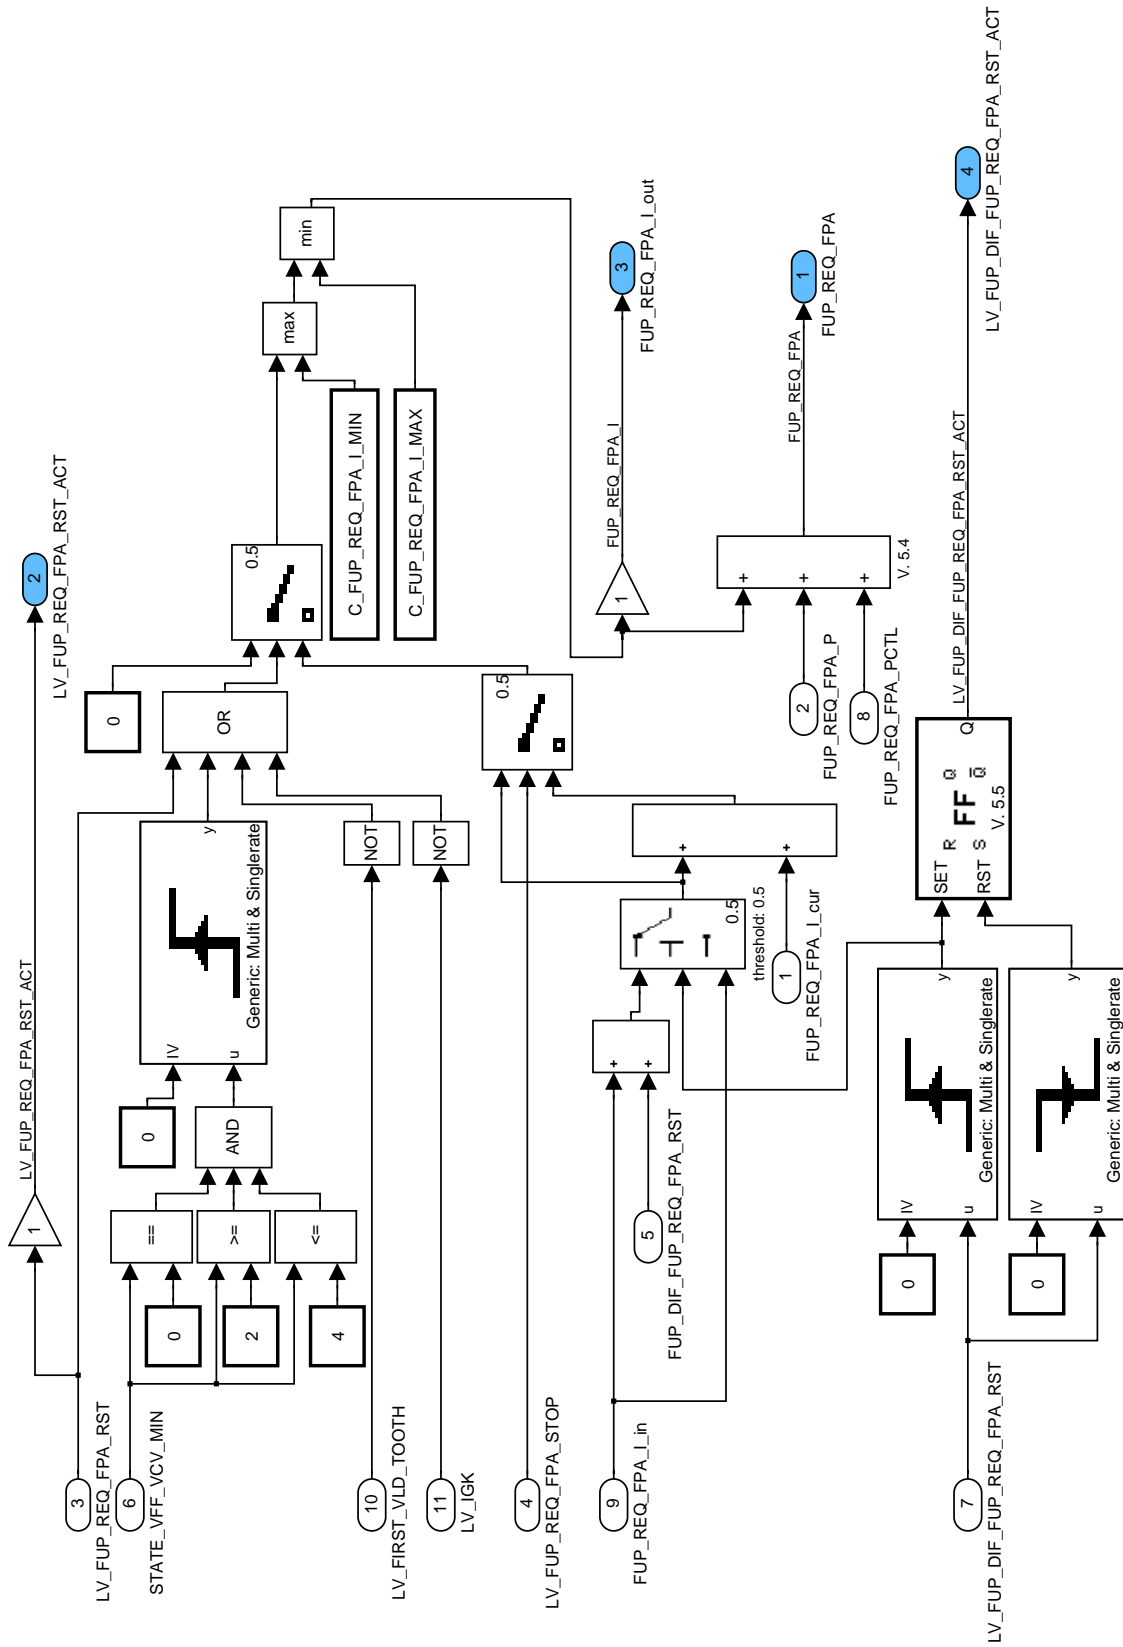 3
LV_FUP_REQ_FPA_RST
1
LV_FUP_REQ_FPA_RST_ACT
2
LV_FUP_REQ_FPA_RST_ACT
6
STATE_VFF_VCV_MIN
0
2
4
==
>=
<=
AND
0
IV
u
y
Generic: Multi & Singlerate
10
LV_FIRST_VLD_TOOTH
NOT
11
LV_IGK
NOT
OR
0
0.5
max
min
C_FUP_REQ_FPA_I_MIN
C_FUP_REQ_FPA_I_MAX
4
LV_FUP_REQ_FPA_STOP
0.5
9
FUP_REQ_FPA_I_in
5
FUP_DIF_FUP_REQ_FPA_RST
+
+
0.5
threshold: 0.5
1
FUP_REQ_FPA_I_cur
+
+
1
FUP_REQ_FPA_I
3
FUP_REQ_FPA_I_out
2
FUP_REQ_FPA_P
8
FUP_REQ_FPA_PCTL
+
+
+
V. 5.4
FUP_REQ_FPA
1
FUP_REQ_FPA
7
LV_FUP_DIF_FUP_REQ_FPA_RST
0
IV
u
y
Generic: Multi & Singlerate
0
IV
u
y
Generic: Multi & Singlerate
SET
RST
R
S
FF
Q
Q
V. 5.5
Q
LV_FUP_DIF_FUP_REQ_FPA_RST_ACT
4
LV_FUP_DIF_FUP_REQ_FPA_RST_ACT